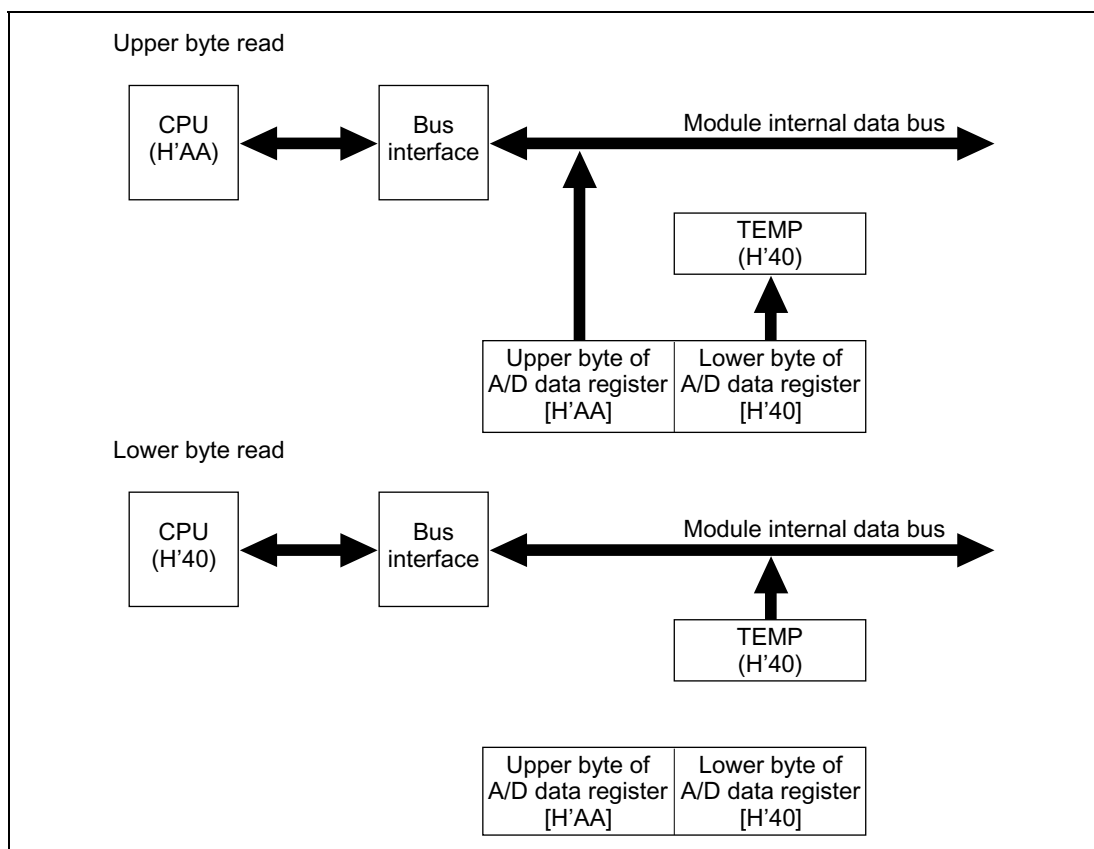 Upper byte read
CPU
(H'AA)
Bus
interface
Module internal data bus
TEMP
(H'40)
Upper byte of
A/D data register
[H'AA]
Lower byte of
A/D data register
[H'40]
Lower byte read
CPU
(H'40)
Bus
interface
Module internal data bus
TEMP
(H'40)
Upper byte of
A/D data register
[H'AA]
Lower byte of
A/D data register
[H'40]